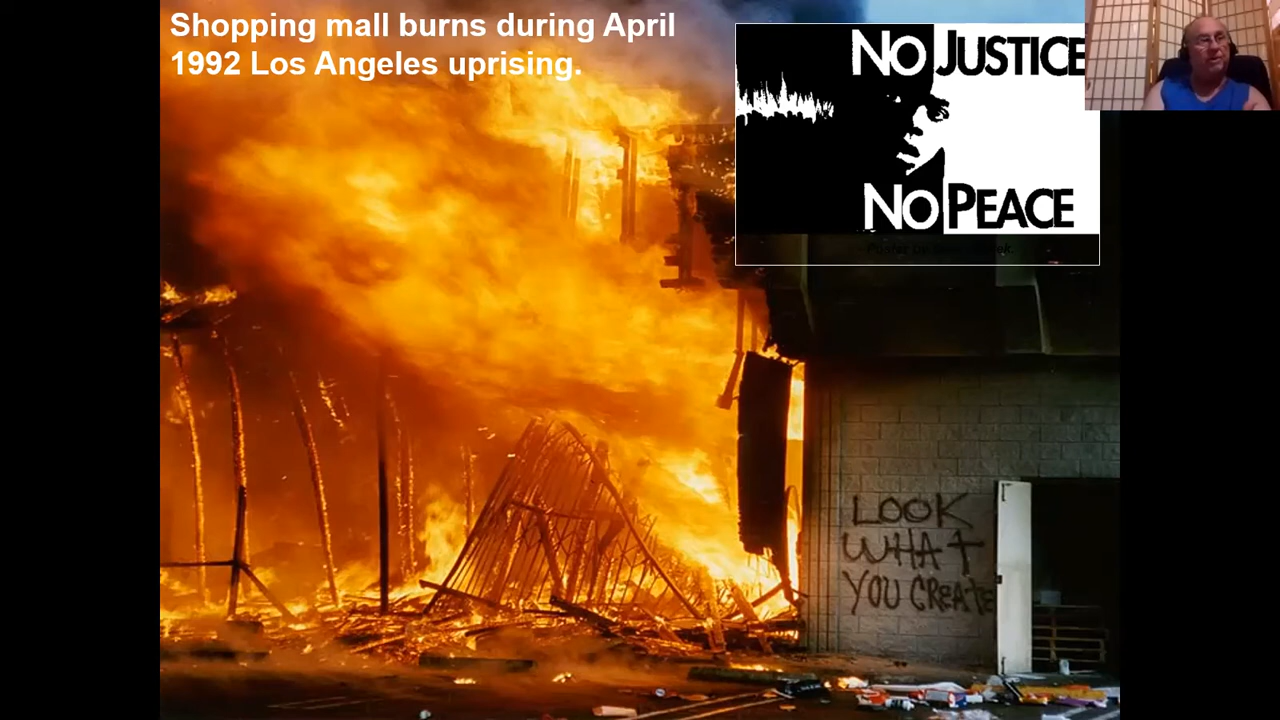 Shopping mall burns during April
1992 Los Angeles uprising.
NO JUSTICE
NO PEACE
LOOK
WHAT
YOU CREATE